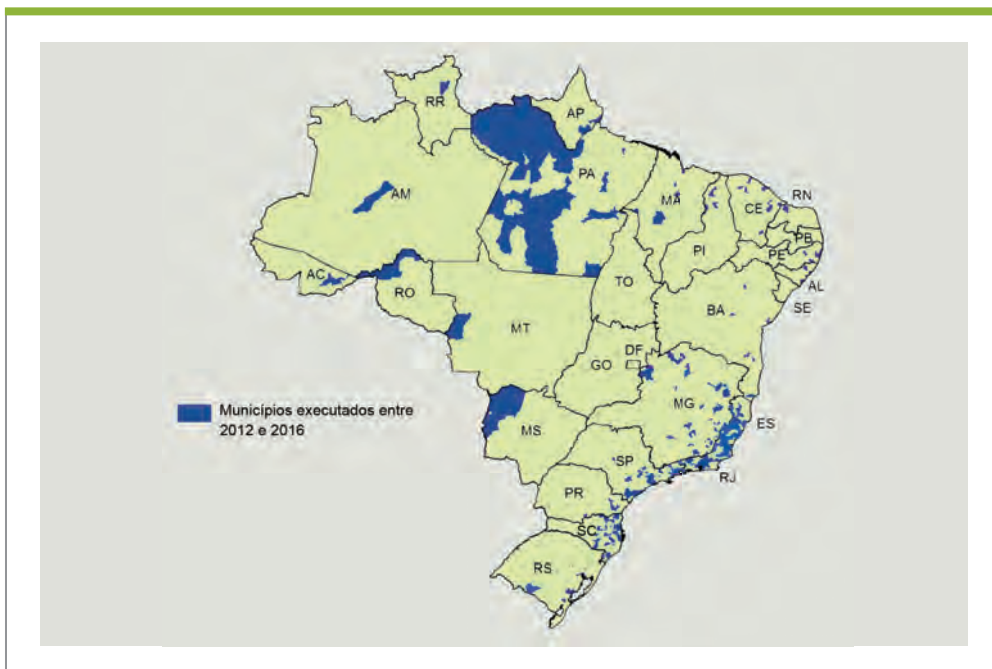 RR
AP
AM
PA
MA
CE
RN
PB
PE
PI
AC
RO
TO
AL
SE
BA
MT
DF
GO
MG
ES
MS
SP
RJ
PR
SC
RS
Municípios executados entre
2012 e 2016